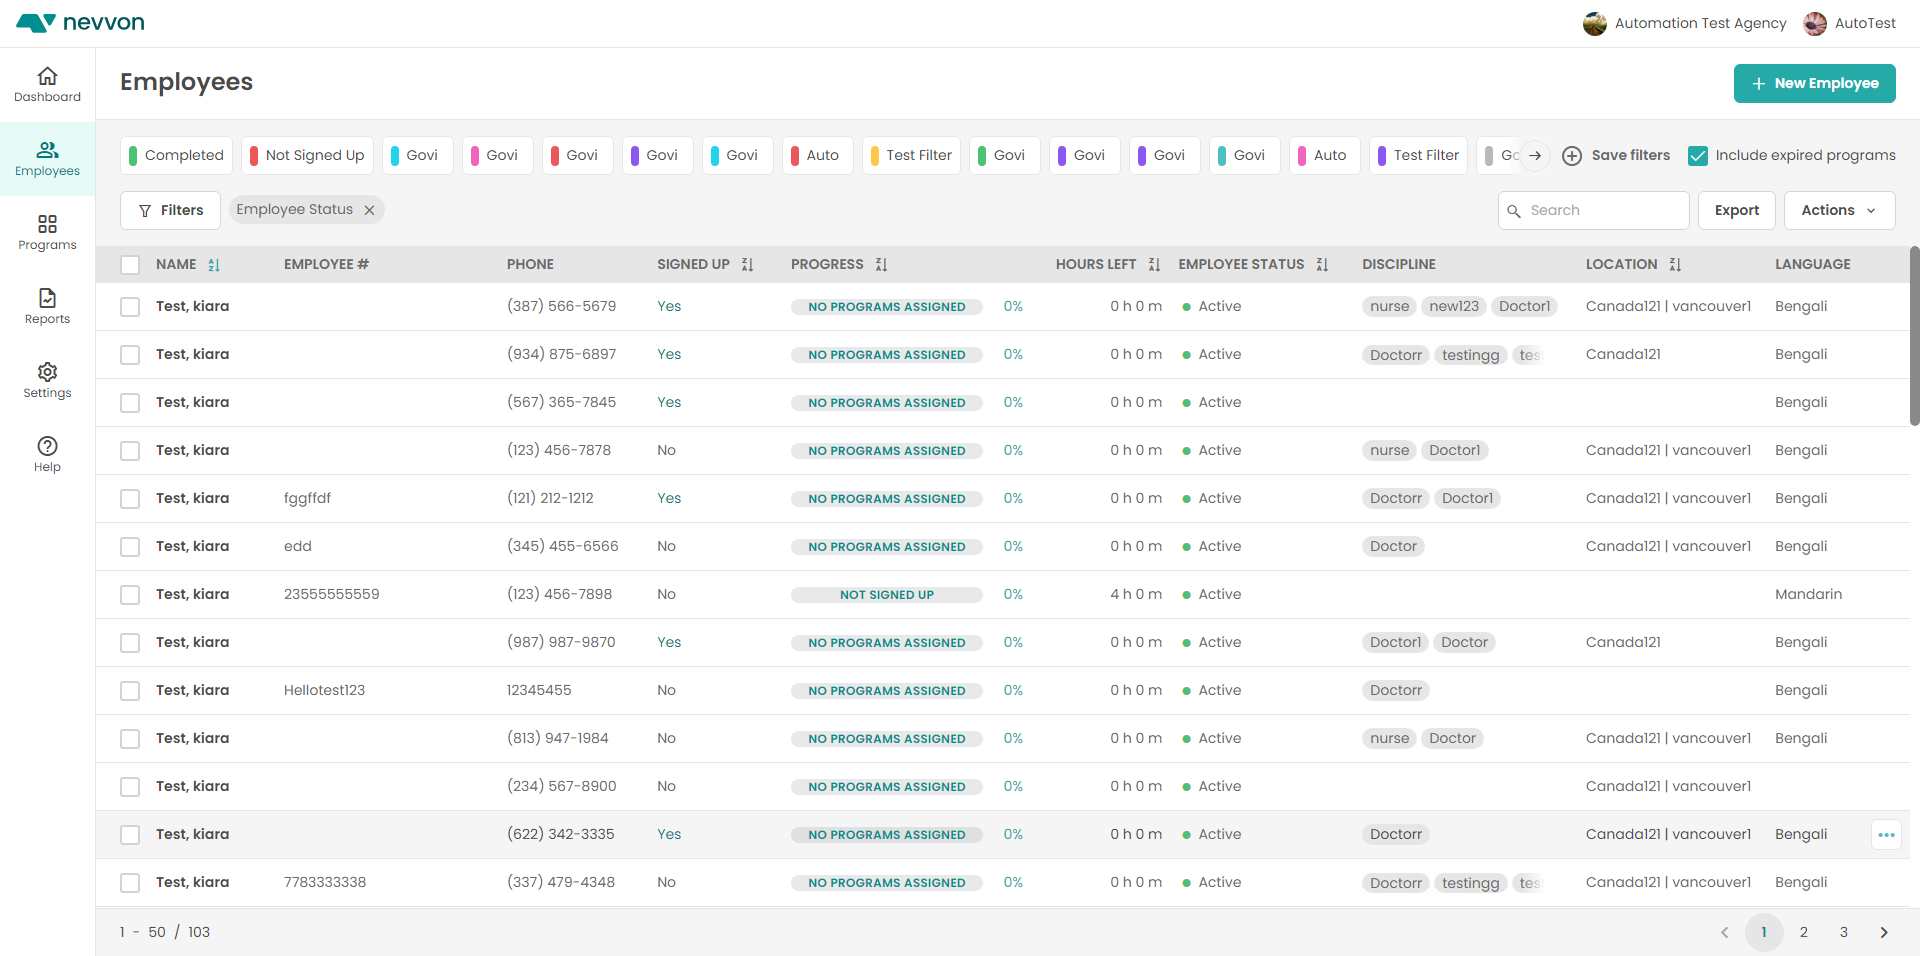 nevvon
Automation Test Agency AutoTest
Dashboard
Employees
Programs
Reports
Settings
Help
Employees
+ New Employee
Completed Not Signed Up Govi Govi Govi Govi Govi Auto Test Filter Govi Govi Govi Govi Auto Test Filter Save filters Include expired programs
Filters Employee Status Search Export Actions
NAME EMPLOYEE # PHONE SIGNED UP PROGRESS HOURS LEFT EMPLOYEE STATUS DISCIPLINE LOCATION LANGUAGE
Test, kiara (387) 566-5679 Yes NO PROGRAMS ASSIGNED 0% 0 h 0 m Active nurse new123 Doctor1 Canada121 | vancouver1 Bengali
Test, kiara (934) 875-6897 Yes NO PROGRAMS ASSIGNED 0% 0 h 0 m Active Doctorr testingg tes Canada121 Bengali
Test, kiara (567) 365-7845 Yes NO PROGRAMS ASSIGNED 0% 0 h 0 m Active Bengali
Test, kiara (123) 456-7878 No NO PROGRAMS ASSIGNED 0% 0 h 0 m Active nurse Doctor1 Canada121 | vancouver1 Bengali
Test, kiara fggffdf (121) 212-1212 Yes NO PROGRAMS ASSIGNED 0% 0 h 0 m Active Doctorr Doctor1 Canada121 | vancouver1 Bengali
Test, kiara edd (345) 455-6566 No NO PROGRAMS ASSIGNED 0% 0 h 0 m Active Doctor Canada121 | vancouver1 Bengali
Test, kiara 23555555559 (123) 456-7898 No NOT SIGNED UP 0% 4 h 0 m Active Mandarin
Test, kiara (987) 987-9870 Yes NO PROGRAMS ASSIGNED 0% 0 h 0 m Active Doctor1 Doctor Canada121 Bengali
Test, kiara Hellotest123 12345455 No NO PROGRAMS ASSIGNED 0% 0 h 0 m Active Doctorr Bengali
Test, kiara (813) 947-1984 No NO PROGRAMS ASSIGNED 0% 0 h 0 m Active nurse Doctor Canada121 | vancouver1 Bengali
Test, kiara (234) 567-8900 No NO PROGRAMS ASSIGNED 0% 0 h 0 m Active Canada121 | vancouver1
Test, kiara (622) 342-3335 Yes NO PROGRAMS ASSIGNED 0% 0 h 0 m Active Doctorr Canada121 | vancouver1 Bengali
Test, kiara 7783333338 (337) 479-4348 No NO PROGRAMS ASSIGNED 0% 0 h 0 m Active Doctorr testingg tes Canada121 | vancouver1 Bengali
1 - 50 / 103 1 2 3